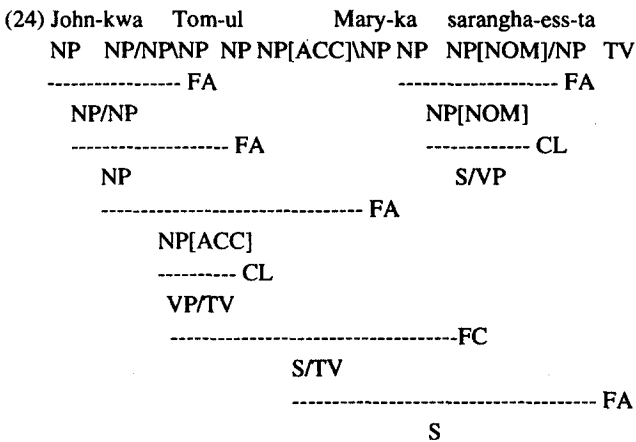 (24) John-kwa Tom-ul Mary-ka sarangha-ess-ta
NP NP/NP\NP NP NP[ACC]\NP NP NP[NOM]/NP TV
---------------- FA ------------------- FA
NP/NP NP[NOM]
------------------- FA ------------- CL
NP S/VP
------------------------------- FA
NP[ACC]
----------- CL
VP/TV
----------------------------------FC
S/TV
------------------------------------ FA
S